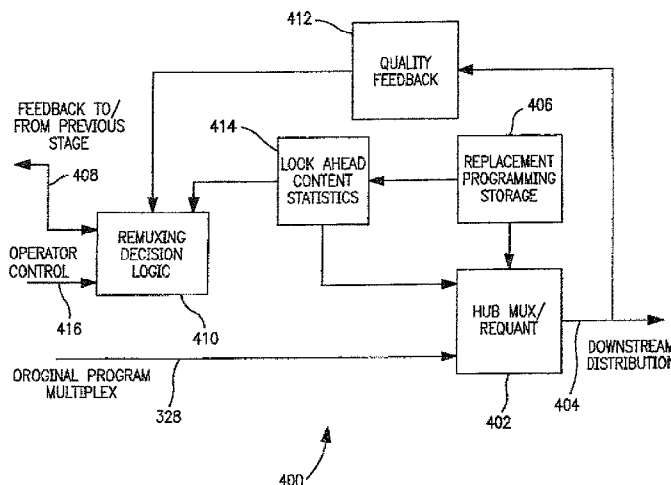 412
QUALITY
FEEDBACK
FEEDBACK TO/
FROM PREVIOUS
STAGE
408
414
LOOK AHEAD
CONTENT
STATISTICS
406
REPLACEMENT
PROGRAMMING
STORAGE
REMUXING
DECISION
LOGIC
OPERATOR
CONTROL
416
410
HUB MUX/
REQUANT
DOWNSTREAM
DISTRIBUTION
404
OROGINAL PROGRAM
MULTIPLEX
328
402
400